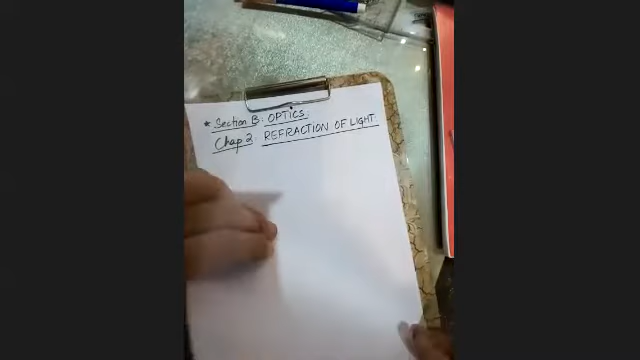 * Section B: OPTICS.
Chap 2: REFRACTION OF LIGHT